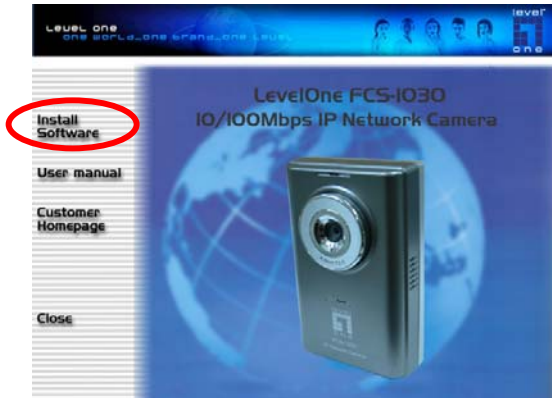 Level one
one world_one brand_one level
level
one
LevelOne FCS-1030
10/100Mbps IP Network Camera
Install
Software
User manual
Customer
Homepage
Close